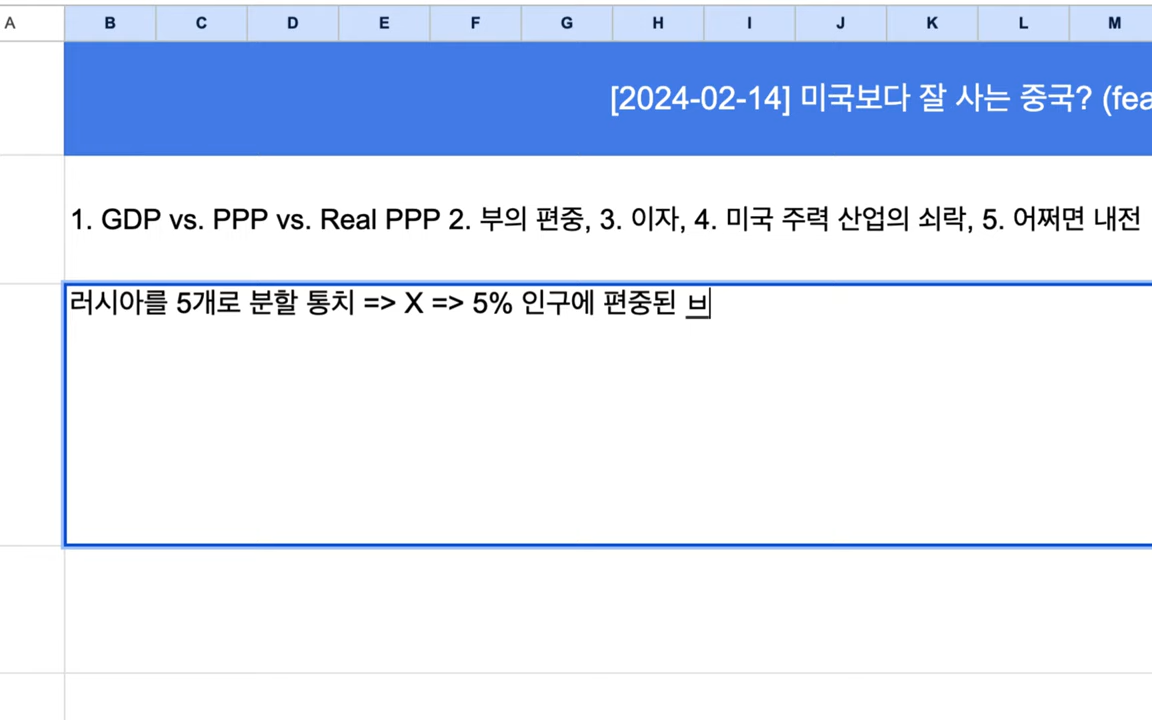 A B C D E F G H I J K L M
[2024-02-14] 미국보다 잘 사는 중국? (fea
1. GDP vs. PPP vs. Real PPP 2. 부의 편중, 3. 이자, 4. 미국 주력 산업의 쇠락, 5. 어쩌면 내전
러시아를 5개로 분할 통치 => X => 5% 인구에 편중된 ㅂ